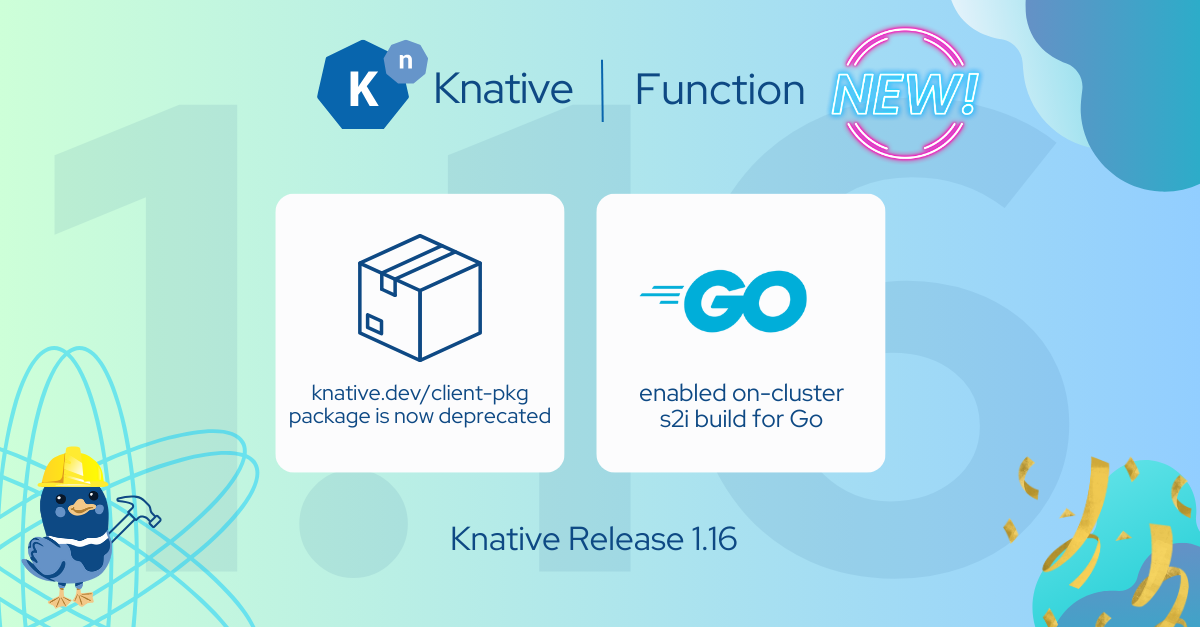 K n Knative | Function NEW!
1.16
knative.dev/client-pkg
package is now deprecated
GO
enabled on-cluster
s2i build for Go
Knative Release 1.16